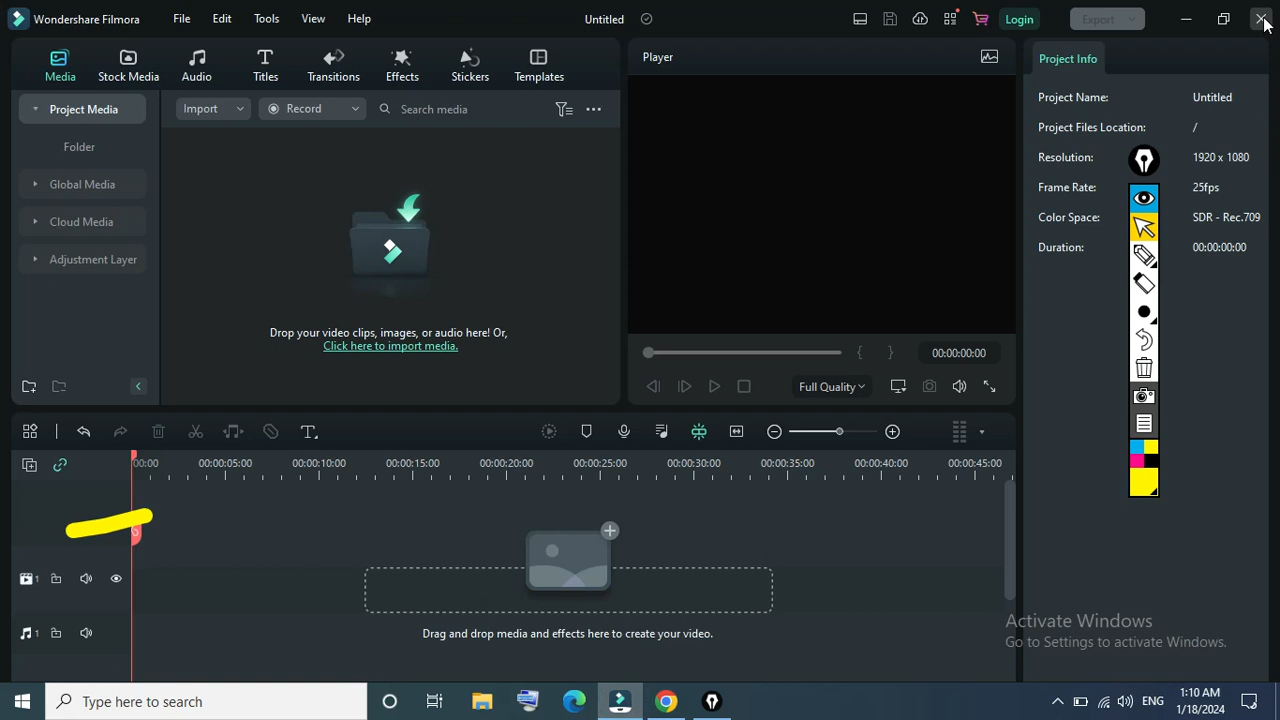 Wondershare Filmora File Edit Tools View Help Untitled Login Export
Media Stock Media Audio Titles Transitions Effects Stickers Templates
Player
Project Info
Project Media
Folder
Global Media
Cloud Media
Adjustment Layer
Import Record Search media
Drop your video clips, images, or audio here! Or,
Click here to import media.
{ } 00:00:00:00
Full Quality
Project Name: Untitled
Project Files Location: /
Resolution: 1920 x 1080
Frame Rate: 25fps
Color Space: SDR - Rec.709
Duration: 00:00:00:00
00:00 00:00:05:00 00:00:10:00 00:00:15:00 00:00:20:00 00:00:25:00 00:00:30:00 00:00:35:00 00:00:40:00 00:00:45:00
1
1
Drag and drop media and effects here to create your video.
Activate Windows
Go to Settings to activate Windows.
Type here to search
ENG
1:10 AM
1/18/2024